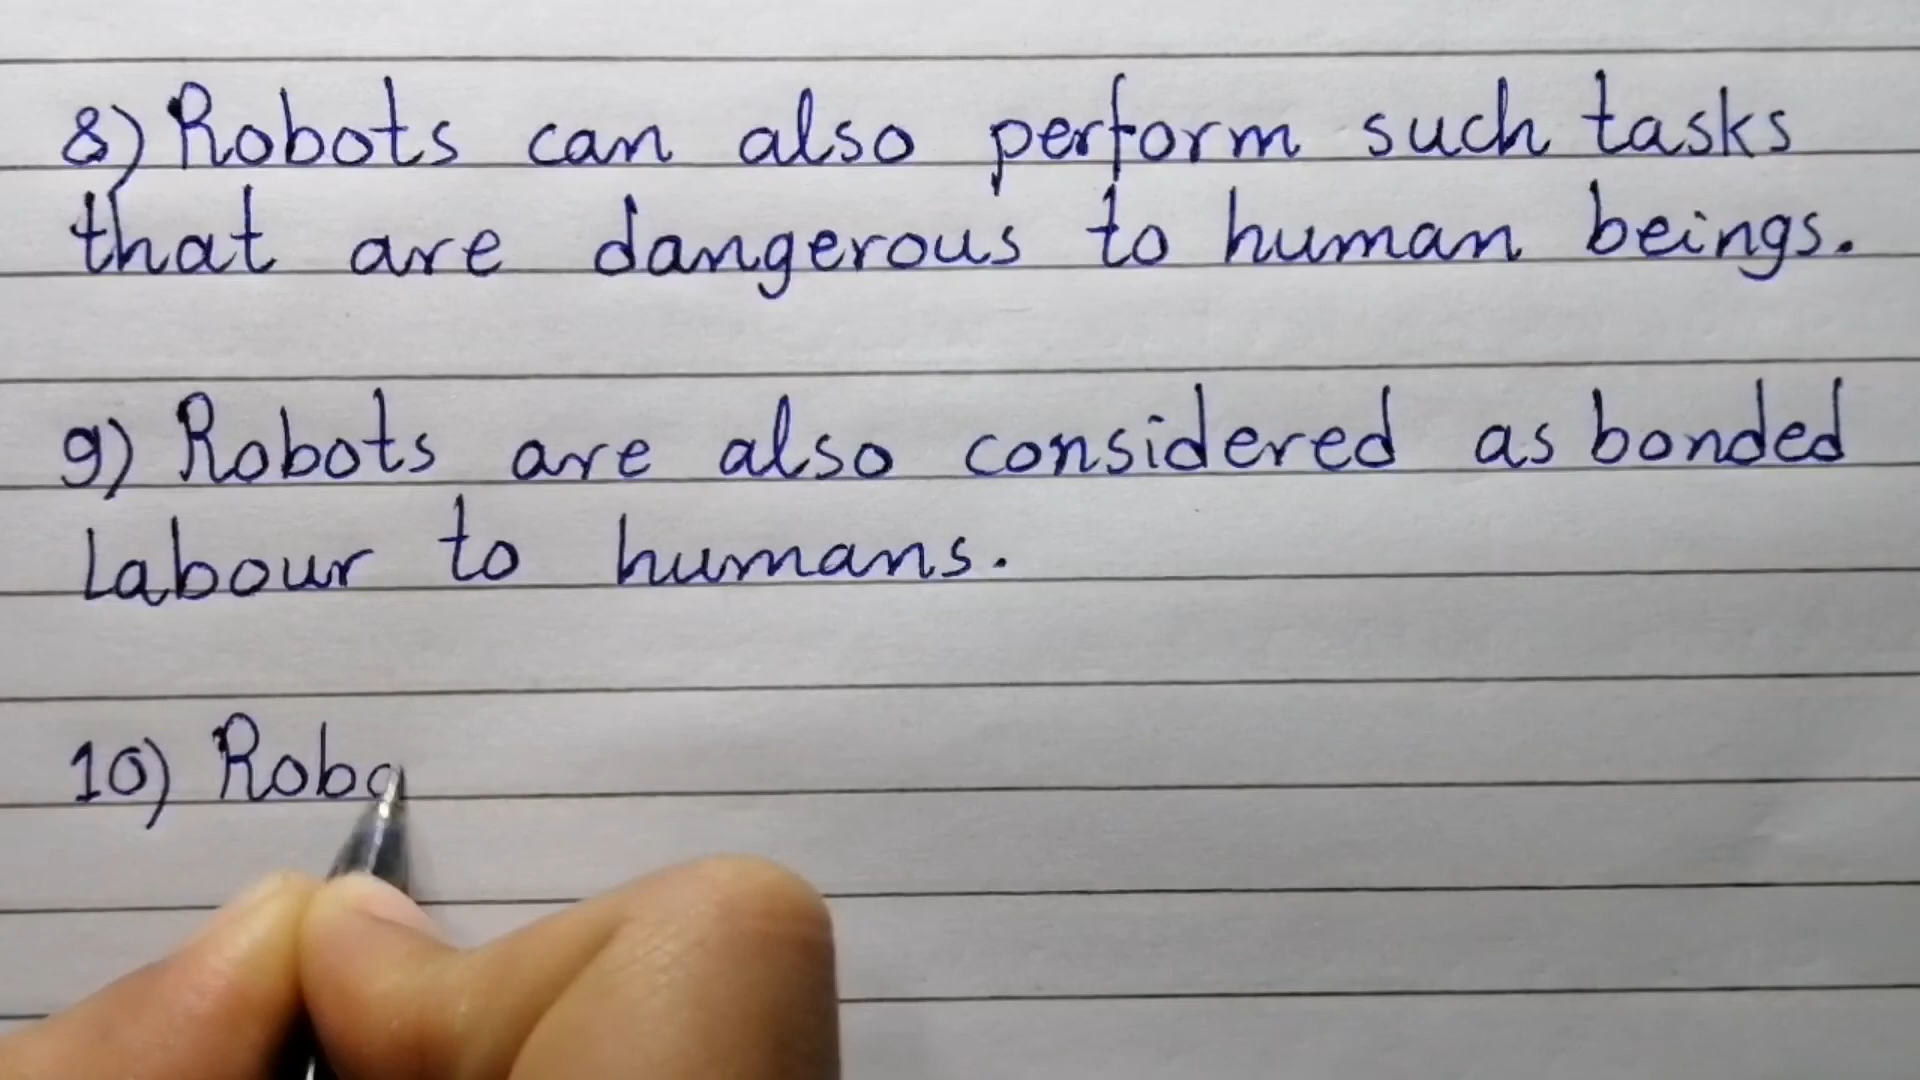 8) Robots can also perform such tasks
that are dangerous to human beings.
9) Robots are also considered as bonded
Labour to humans.
10) Robo